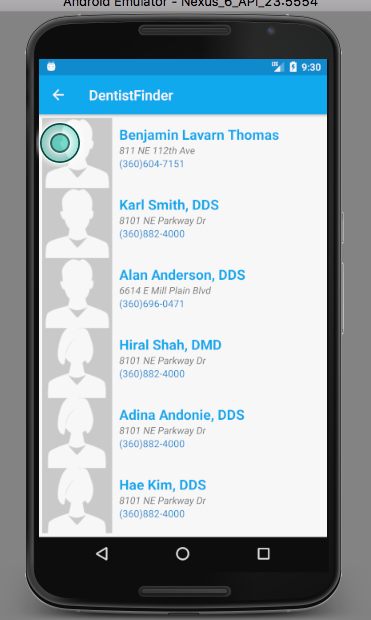 Android Emulator - Nexus_6_API_23:5554
LTE 9:30
DentistFinder
Benjamin Lavarn Thomas
811 NE 112th Ave
(360)604-7151
Karl Smith, DDS
8101 NE Parkway Dr
(360)882-4000
Alan Anderson, DDS
6614 E Mill Plain Blvd
(360)696-0471
Hiral Shah, DMD
8101 NE Parkway Dr
(360)882-4000
Adina Andonie, DDS
8101 NE Parkway Dr
(360)882-4000
Hae Kim, DDS
8101 NE Parkway Dr
(360)882-4000